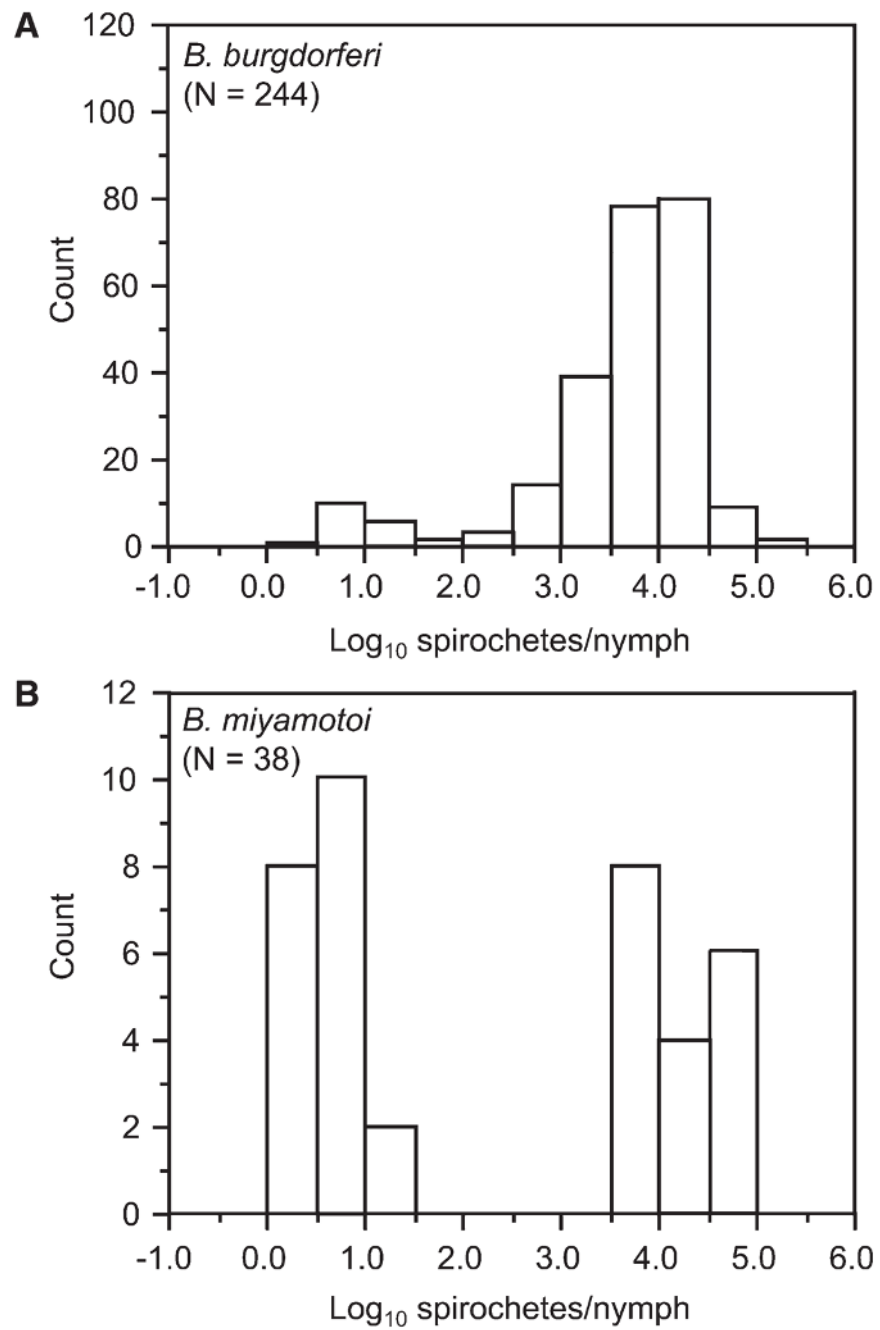 A
B. burgdorferi
(N = 244)
120
100
80
60
40
20
0
Count
-1.0 0.0 1.0 2.0 3.0 4.0 5.0 6.0
Log₁₀ spirochetes/nymph
B
B. miyamotoi
(N = 38)
12
10
8
6
4
2
0
Count
-1.0 0.0 1.0 2.0 3.0 4.0 5.0 6.0
Log₁₀ spirochetes/nymph